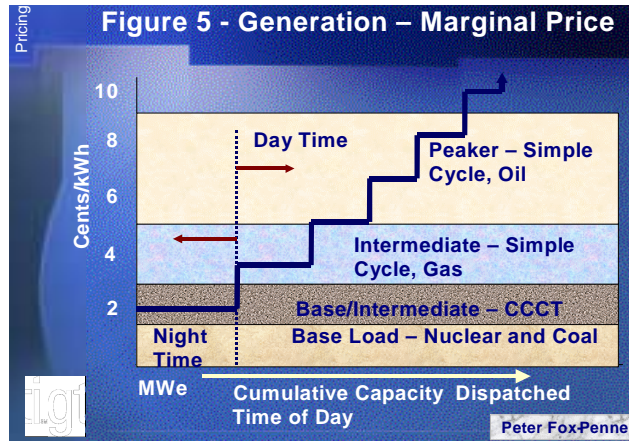 Pricing
Figure 5 - Generation – Marginal Price
Cents/kWh
10
8
6
4
2
Day Time
Peaker – Simple
Cycle, Oil
Intermediate – Simple
Cycle, Gas
Base/Intermediate – CCCT
Night
Time
Base Load – Nuclear and Coal
MWe
Cumulative Capacity Dispatched
Time of Day
tigt
Peter Fox-Penne